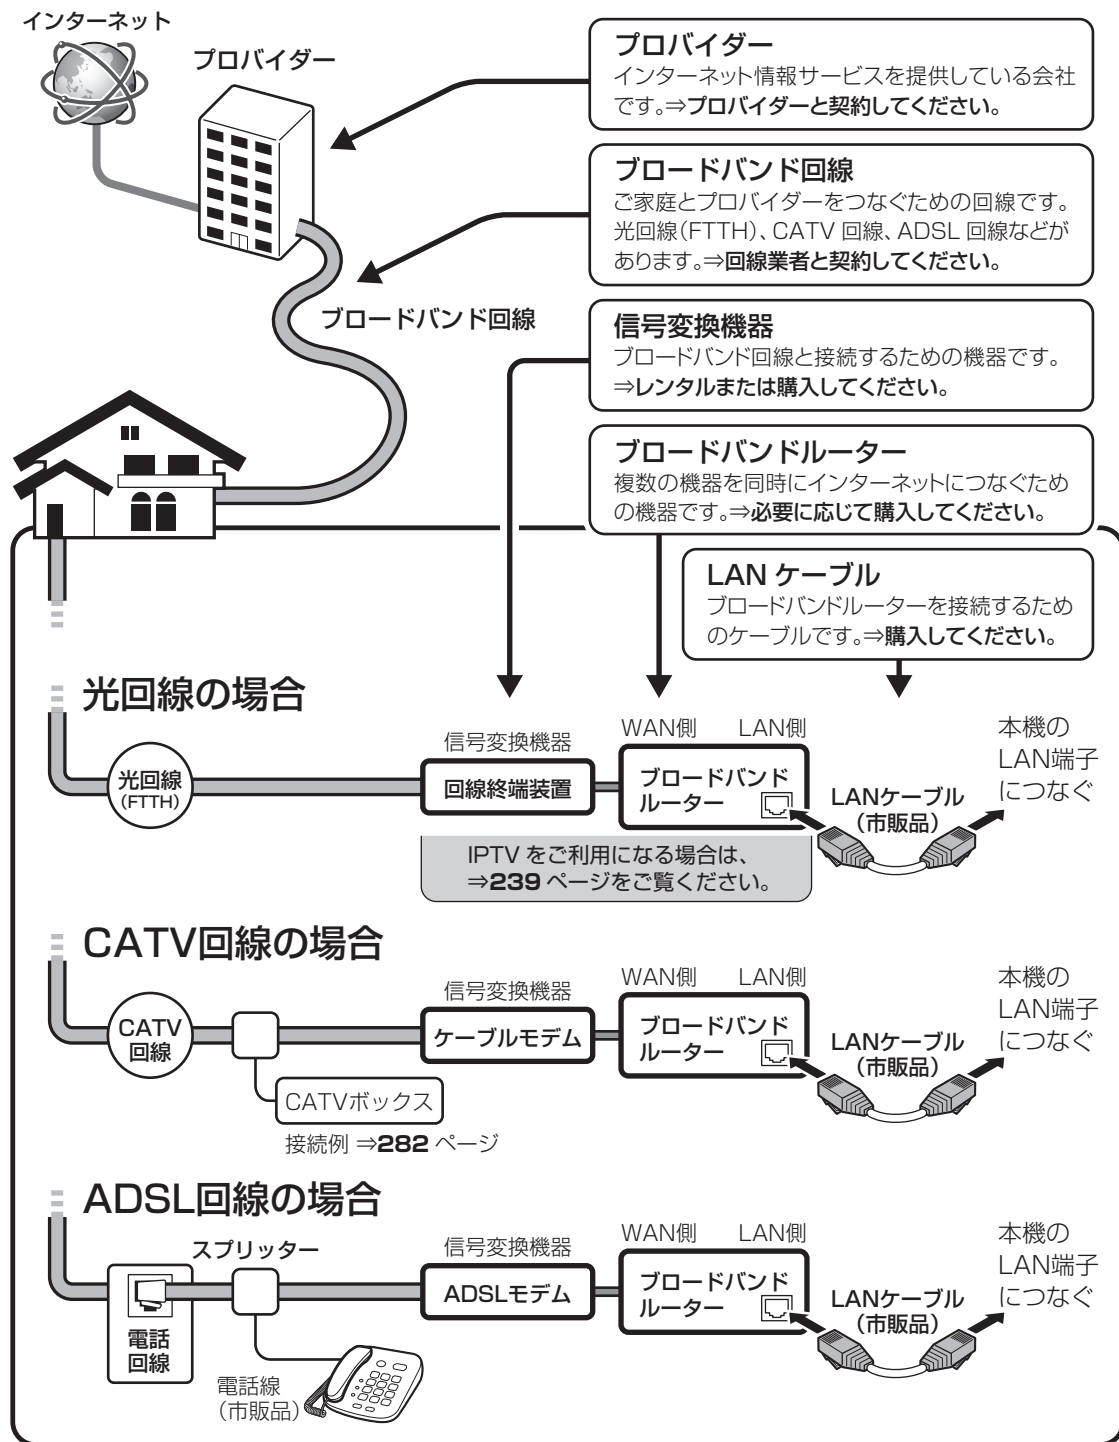 インターネット
プロバイダー
プロバイダー
インターネット情報サービスを提供している会社
です。⇒プロバイダーと契約してください。
ブロードバンド回線
ご家庭とプロバイダーをつなぐための回線です。
光回線(FTTH)、CATV 回線、ADSL 回線などが
あります。⇒回線業者と契約してください。
ブロードバンド回線
信号変換機器
ブロードバンド回線と接続するための機器です。
⇒レンタルまたは購入してください。
ブロードバンドルーター
複数の機器を同時にインターネットにつなぐため
の機器です。⇒必要に応じて購入してください。
LAN ケーブル
ブロードバンドルーターを接続するため
のケーブルです。⇒購入してください。
光回線の場合
光回線
(FTTH)
信号変換機器
回線終端装置
WAN側 LAN側
ブロードバンド
ルーター
LANケーブル
(市販品)
本機の
LAN端子
につなぐ
IPTV をご利用になる場合は、
⇒239 ページをご覧ください。
CATV回線の場合
CATV
回線
CATVボックス
接続例 ⇒282 ページ
信号変換機器
ケーブルモデム
WAN側 LAN側
ブロードバンド
ルーター
LANケーブル
(市販品)
本機の
LAN端子
につなぐ
ADSL回線の場合
電話
回線
スプリッター
電話線
(市販品)
信号変換機器
ADSLモデム
WAN側 LAN側
ブロードバンド
ルーター
LANケーブル
(市販品)
本機の
LAN端子
につなぐ